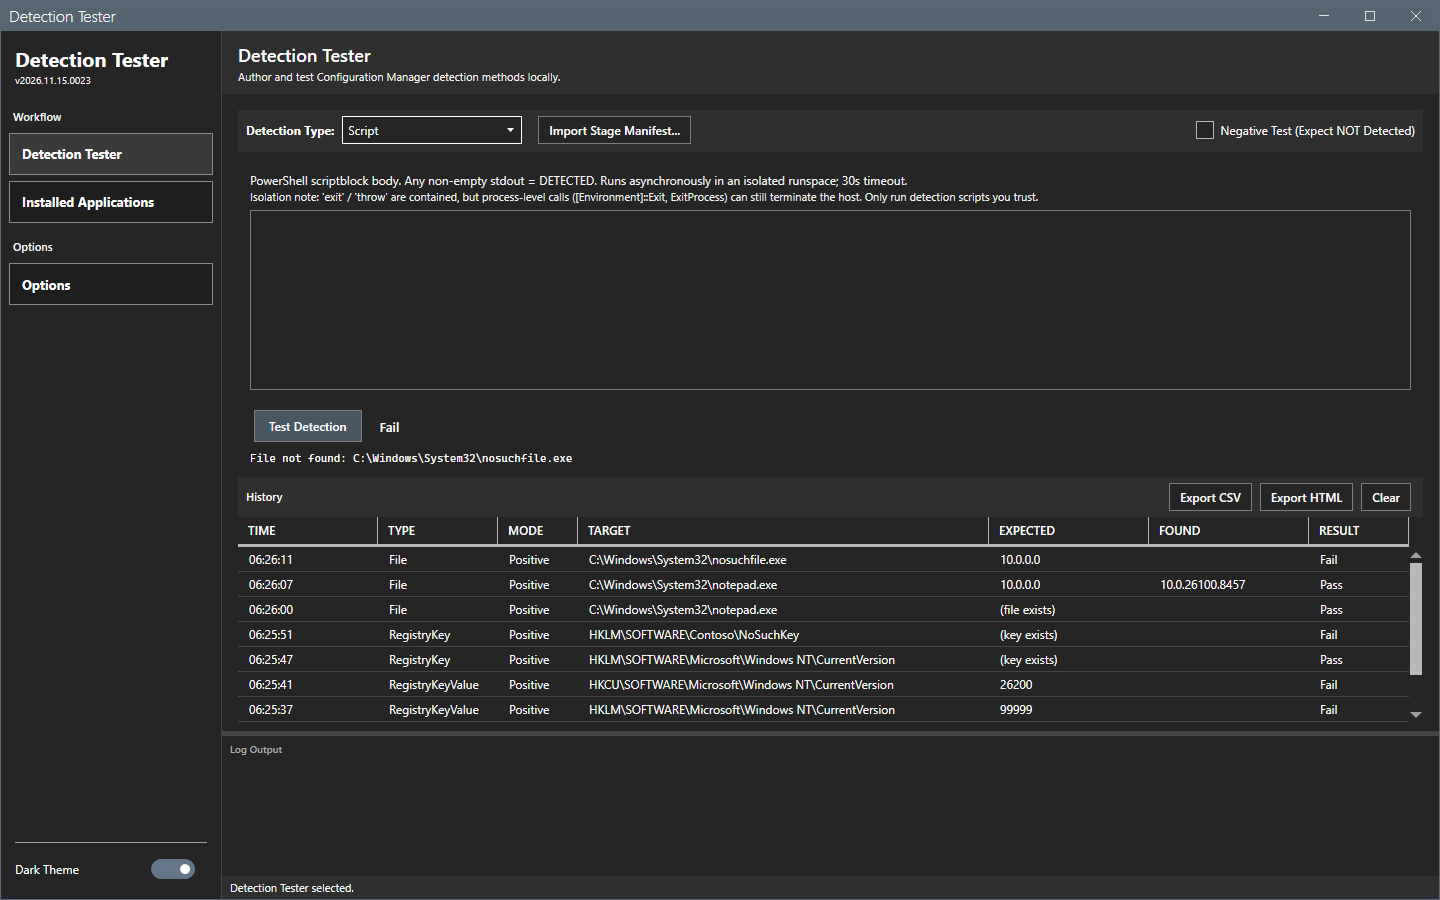 Detection Tester
Detection Tester
v2026.11.15.0023
Workflow
Detection Tester
Installed Applications
Options
Options
Dark Theme
Detection Tester
Author and test Configuration Manager detection methods locally.
Detection Type: Script Import Stage Manifest... Negative Test (Expect NOT Detected)
PowerShell scriptblock body. Any non-empty stdout = DETECTED. Runs asynchronously in an isolated runspace; 30s timeout.
Isolation note: 'exit' / 'throw' are contained, but process-level calls ([Environment]::Exit, ExitProcess) can still terminate the host. Only run detection scripts you trust.
Test Detection Fail
File not found: C:\Windows\System32\nosuchfile.exe
History Export CSV Export HTML Clear
TIME TYPE MODE TARGET EXPECTED FOUND RESULT
06:26:11 File Positive C:\Windows\System32\nosuchfile.exe 10.0.0.0 Fail
06:26:07 File Positive C:\Windows\System32\notepad.exe 10.0.0.0 10.0.26100.8457 Pass
06:26:00 File Positive C:\Windows\System32\notepad.exe (file exists) Pass
06:25:51 RegistryKey Positive HKLM\SOFTWARE\Contoso\NoSuchKey (key exists) Fail
06:25:47 RegistryKey Positive HKLM\SOFTWARE\Microsoft\Windows NT\CurrentVersion (key exists) Pass
06:25:41 RegistryKeyValue Positive HKCU\SOFTWARE\Microsoft\Windows NT\CurrentVersion 26200 Fail
06:25:37 RegistryKeyValue Positive HKLM\SOFTWARE\Microsoft\Windows NT\CurrentVersion 99999 Fail
Log Output
Detection Tester selected.